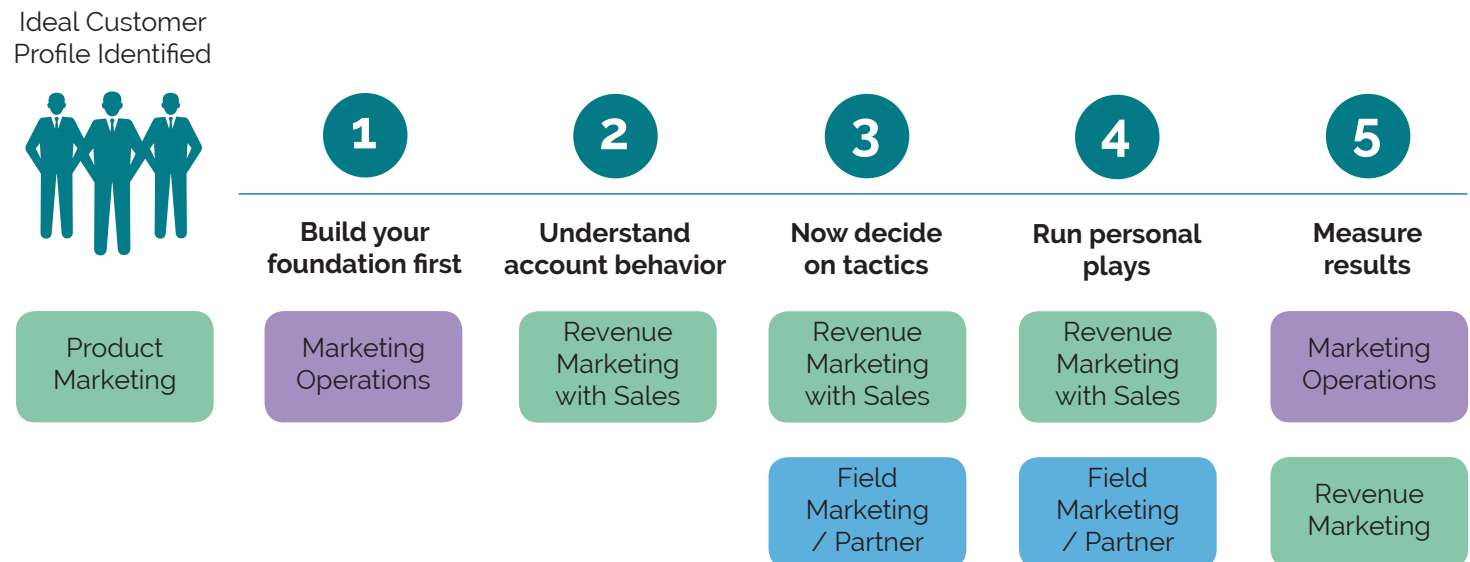 Ideal Customer
Profile Identified
1
2
3
4
5
Build your
foundation first
Understand
account behavior
Now decide
on tactics
Run personal
plays
Measure
results
Product
Marketing
Marketing
Operations
Revenue
Marketing
with Sales
Revenue
Marketing
with Sales
Revenue
Marketing
with Sales
Marketing
Operations
Field
Marketing
/ Partner
Field
Marketing
/ Partner
Revenue
Marketing